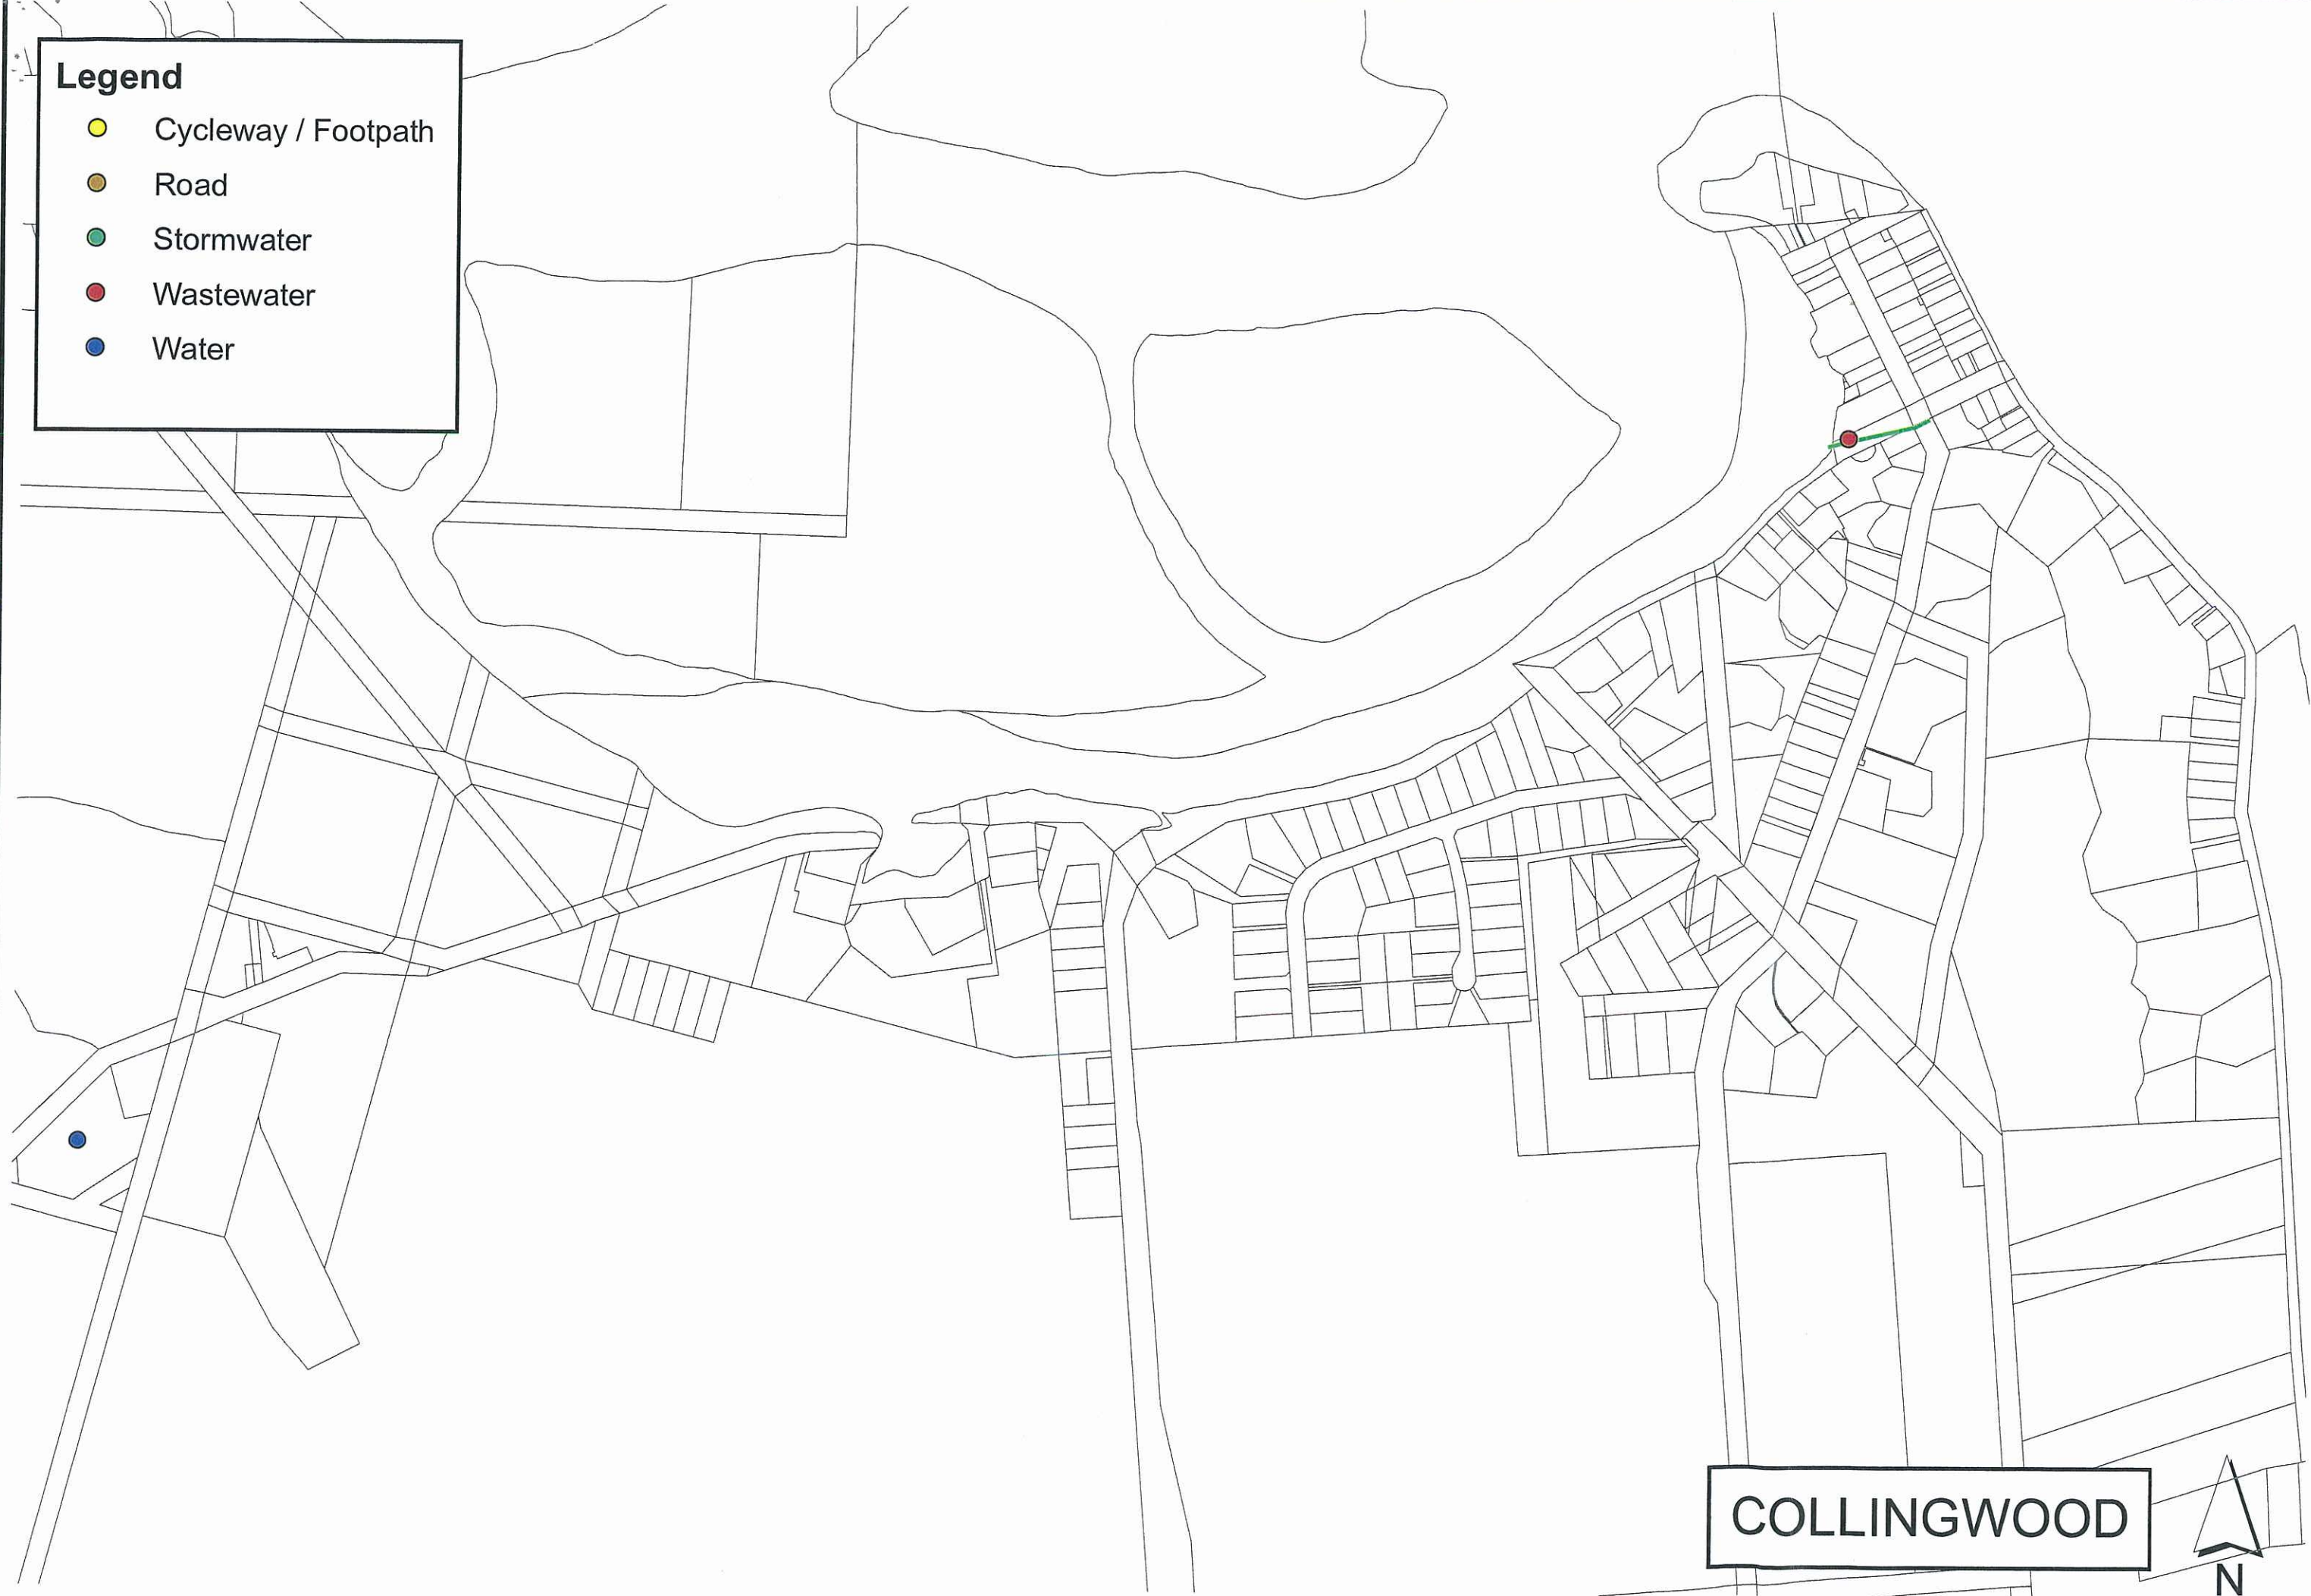 Legend
Cycleway / Footpath
Road
Stormwater
Wastewater
Water
COLLINGWOOD
N